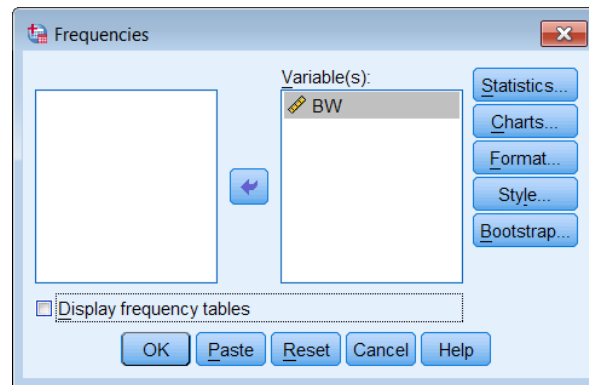 Frequencies
Variable(s):
BW
Statistics...
Charts...
Format...
Style...
Bootstrap...
Display frequency tables
OK Paste Reset Cancel Help